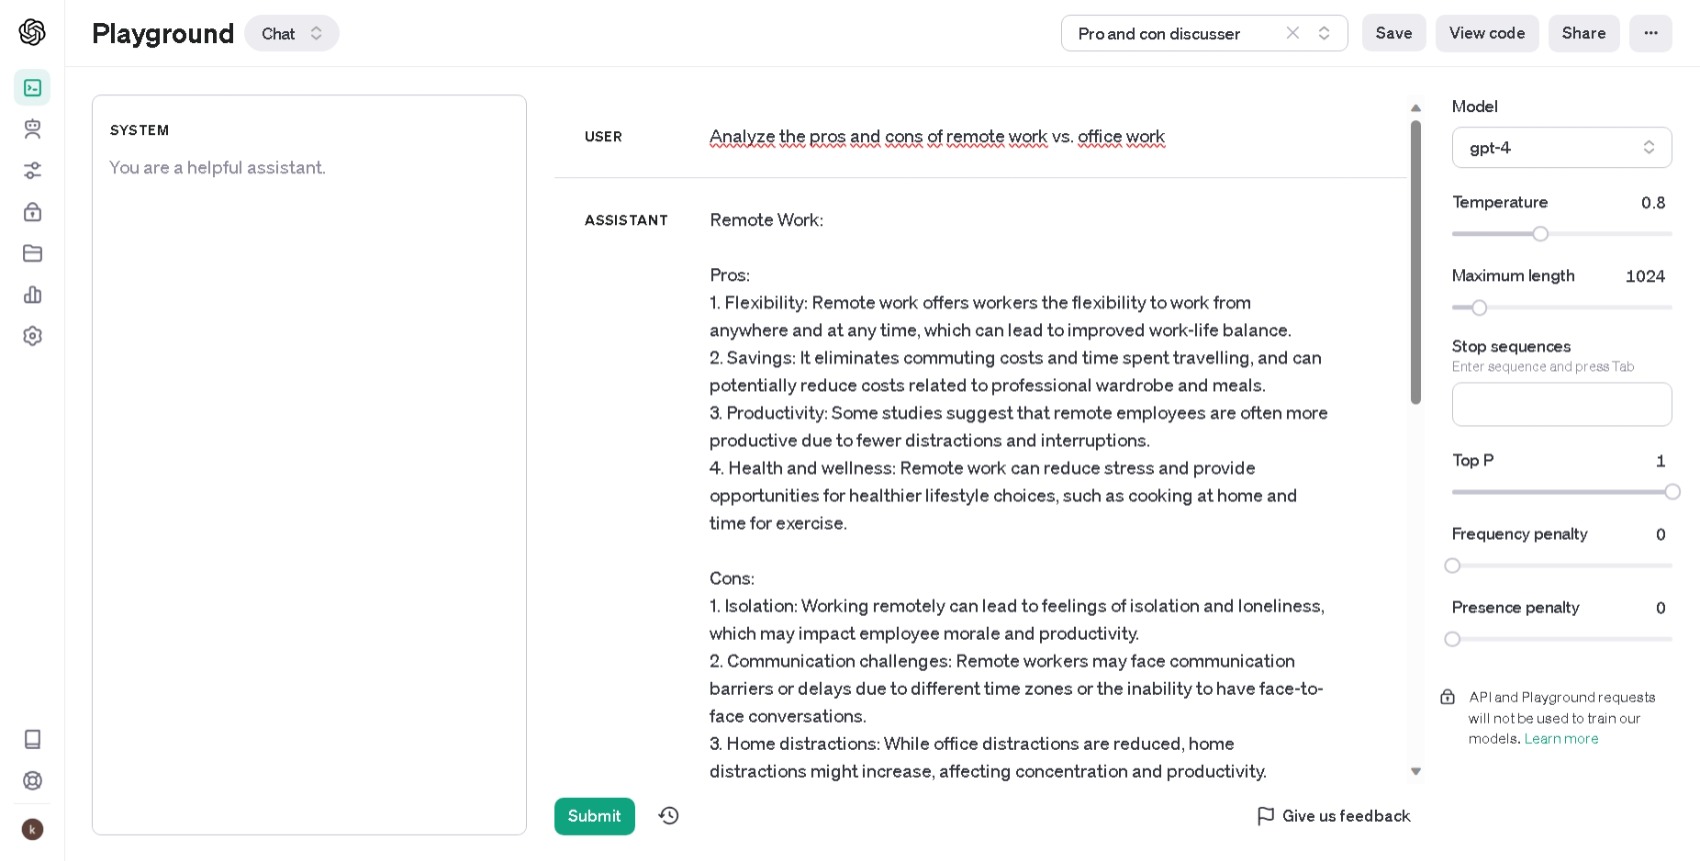 Playground
Chat
Pro and con discusser
Save
View code
Share
SYSTEM
You are a helpful assistant.
USER
Analyze the pros and cons of remote work vs. office work
ASSISTANT
Remote Work:
Pros:
1. Flexibility: Remote work offers workers the flexibility to work from
anywhere and at any time, which can lead to improved work-life balance.
2. Savings: It eliminates commuting costs and time spent travelling, and can
potentially reduce costs related to professional wardrobe and meals.
3. Productivity: Some studies suggest that remote employees are often more
productive due to fewer distractions and interruptions.
4. Health and wellness: Remote work can reduce stress and provide
opportunities for healthier lifestyle choices, such as cooking at home and
time for exercise.
Cons:
1. Isolation: Working remotely can lead to feelings of isolation and loneliness,
which may impact employee morale and productivity.
2. Communication challenges: Remote workers may face communication
barriers or delays due to different time zones or the inability to have face-to-
face conversations.
3. Home distractions: While office distractions are reduced, home
distractions might increase, affecting concentration and productivity.
Submit
Give us feedback
Model
gpt-4
Temperature 0.8
Maximum length 1024
Stop sequences
Enter sequence and press Tab
Top P 1
Frequency penalty 0
Presence penalty 0
API and Playground requests
will not be used to train our
models. Learn more
k